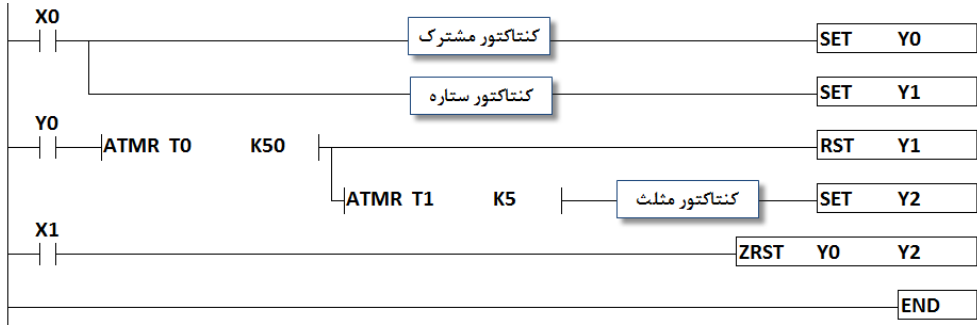 X0
کنتاکتور مشترک
SET Y0
کنتاکتور ستاره
SET Y1
Y0
ATMR T0 K50
RST Y1
ATMR T1 K5
کنتاکتور مثلث
SET Y2
X1
ZRST Y0 Y2
END